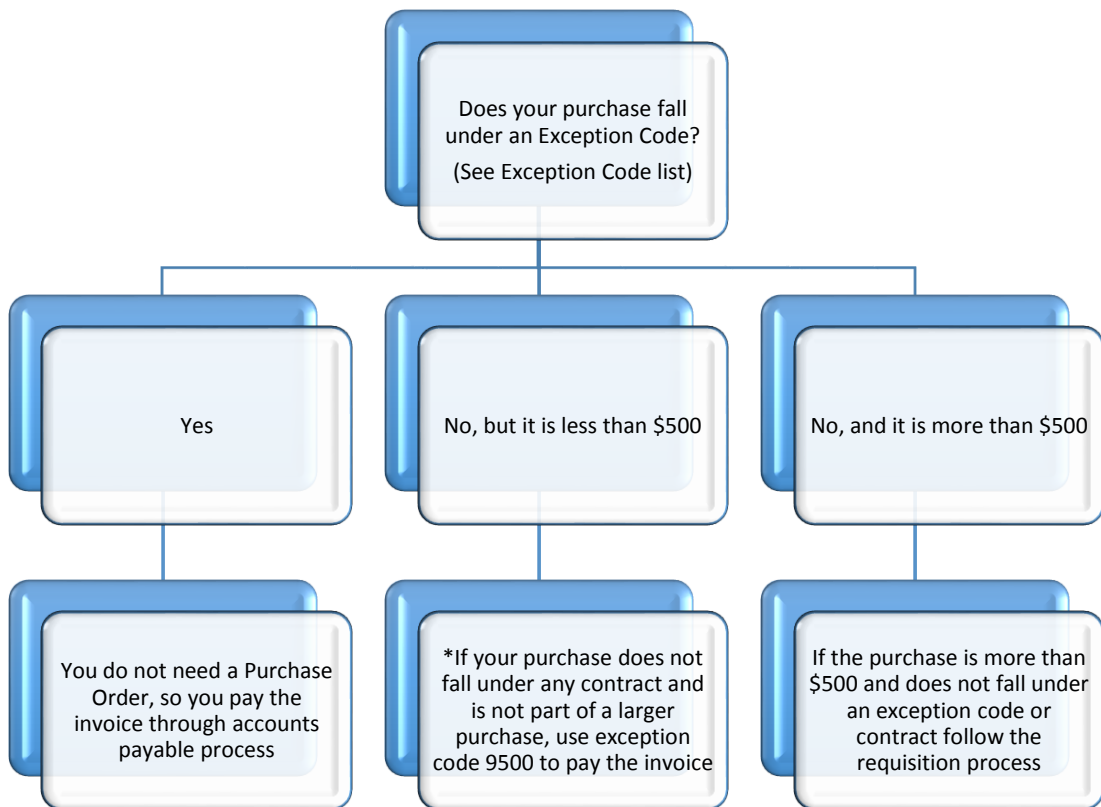 Does your purchase fall
under an Exception Code?
(See Exception Code list)
Yes
No, but it is less than $500
No, and it is more than $500
You do not need a Purchase
Order, so you pay the
invoice through accounts
payable process
*If your purchase does not
fall under any contract and
is not part of a larger
purchase, use exception
code 9500 to pay the invoice
If the purchase is more than
$500 and does not fall under
an exception code or
contract follow the
requisition process